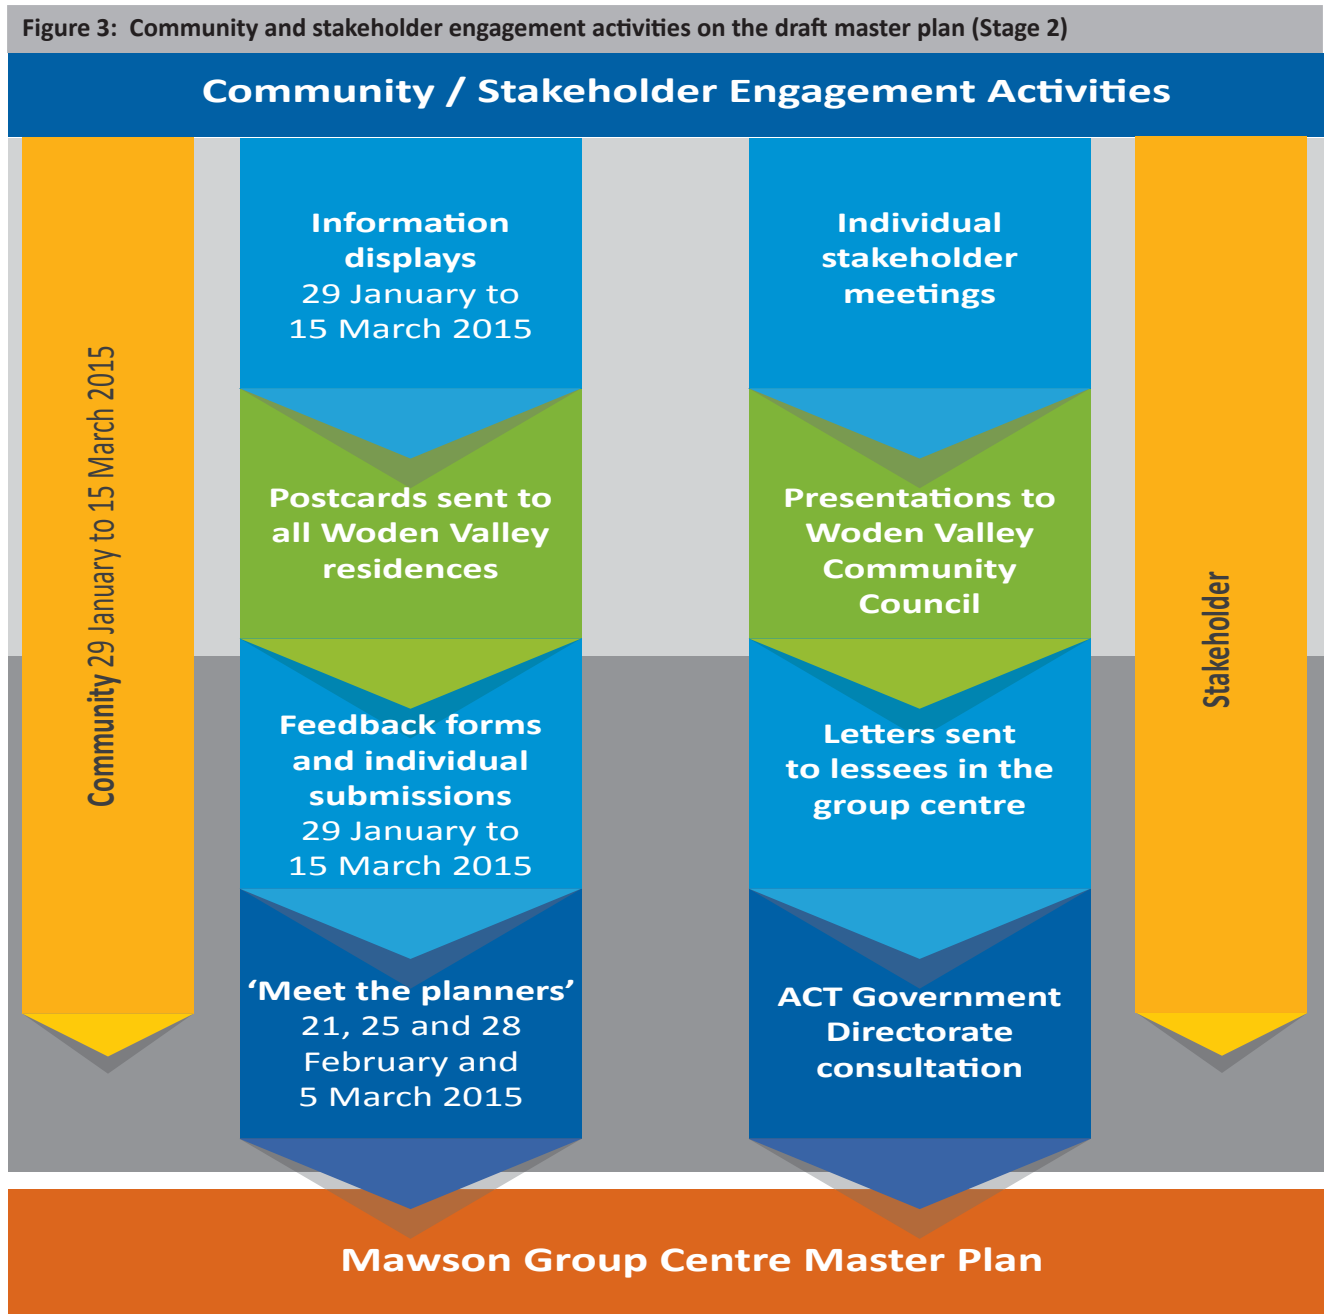 Figure 3:  Community and stakeholder engagement activities on the draft master plan (Stage 2)
Community / Stakeholder Engagement Activities
Community 29 January to 15 March 2015
Information
displays
29 January to
15 March 2015
Postcards sent to
all Woden Valley
residences
Feedback forms
and individual
submissions
29 January to
15 March 2015
‘Meet the planners’
21, 25 and 28
February and
5 March 2015
Individual
stakeholder
meetings
Presentations to
Woden Valley
Community
Council
Letters sent
to lessees in the
group centre
ACT Government
Directorate
consultation
Stakeholder
Mawson Group Centre Master Plan